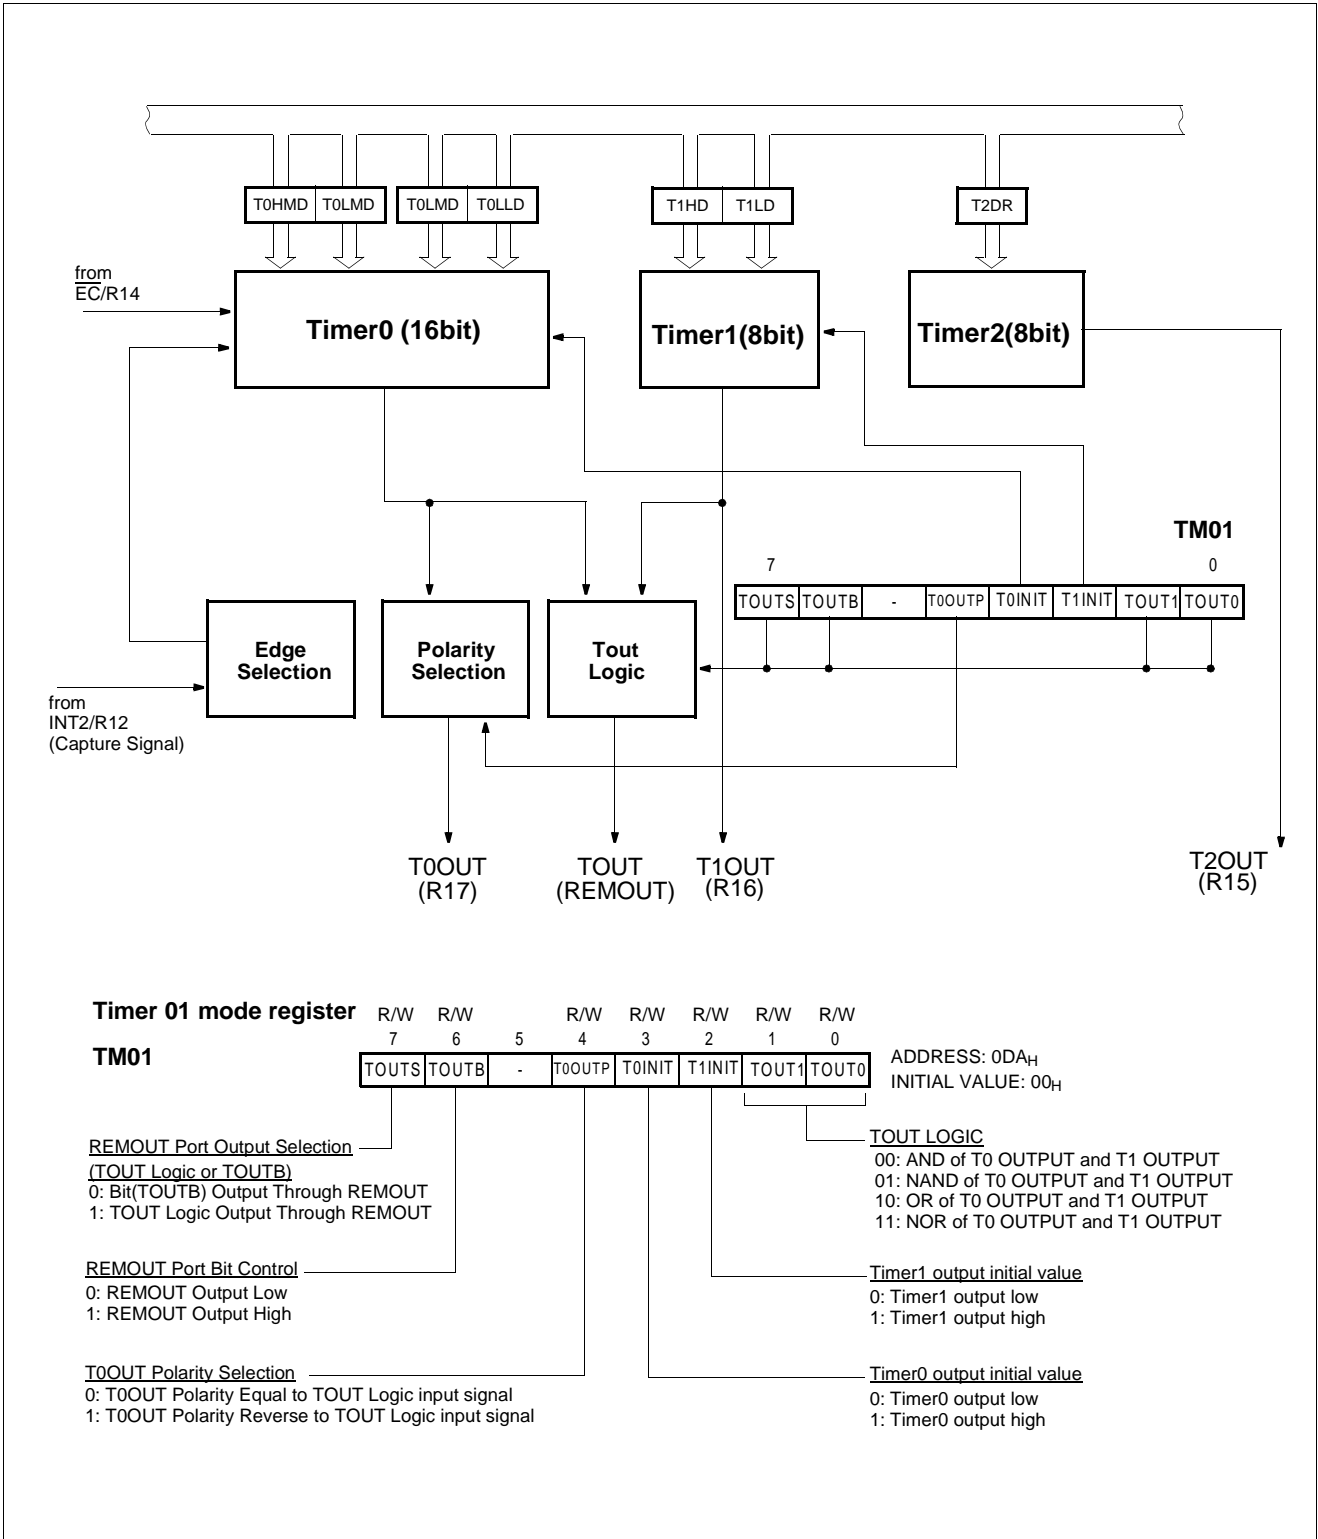 T0HMD T0LMD T0LMD T0LLD T1HD T1LD T2DR
from
EC/R14
Timer0 (16bit)
Timer1(8bit)
Timer2(8bit)
TM01
7 0
TOUTS TOUTB - T0OUTP T0INIT T1INIT TOUT1 TOUT0
Edge
Selection
Polarity
Selection
Tout
Logic
from
INT2/R12
(Capture Signal)
T0OUT
(R17)
TOUT
(REMOUT)
T1OUT
(R16)
T2OUT
(R15)
Timer 01 mode register
TM01
R/W R/W R/W R/W R/W R/W R/W
7 6 5 4 3 2 1 0
TOUTS TOUTB - T0OUTP T0INIT T1INIT TOUT1 TOUT0
ADDRESS: 0DAH
INITIAL VALUE: 00H
REMOUT Port Output Selection
(TOUT Logic or TOUTB)
0: Bit(TOUTB) Output Through REMOUT
1: TOUT Logic Output Through REMOUT
TOUT LOGIC
00: AND of T0 OUTPUT and T1 OUTPUT
01: NAND of T0 OUTPUT and T1 OUTPUT
10: OR of T0 OUTPUT and T1 OUTPUT
11: NOR of T0 OUTPUT and T1 OUTPUT
REMOUT Port Bit Control
0: REMOUT Output Low
1: REMOUT Output High
Timer1 output initial value
0: Timer1 output low
1: Timer1 output high
T0OUT Polarity Selection
0: T0OUT Polarity Equal to TOUT Logic input signal
1: T0OUT Polarity Reverse to TOUT Logic input signal
Timer0 output initial value
0: Timer0 output low
1: Timer0 output high